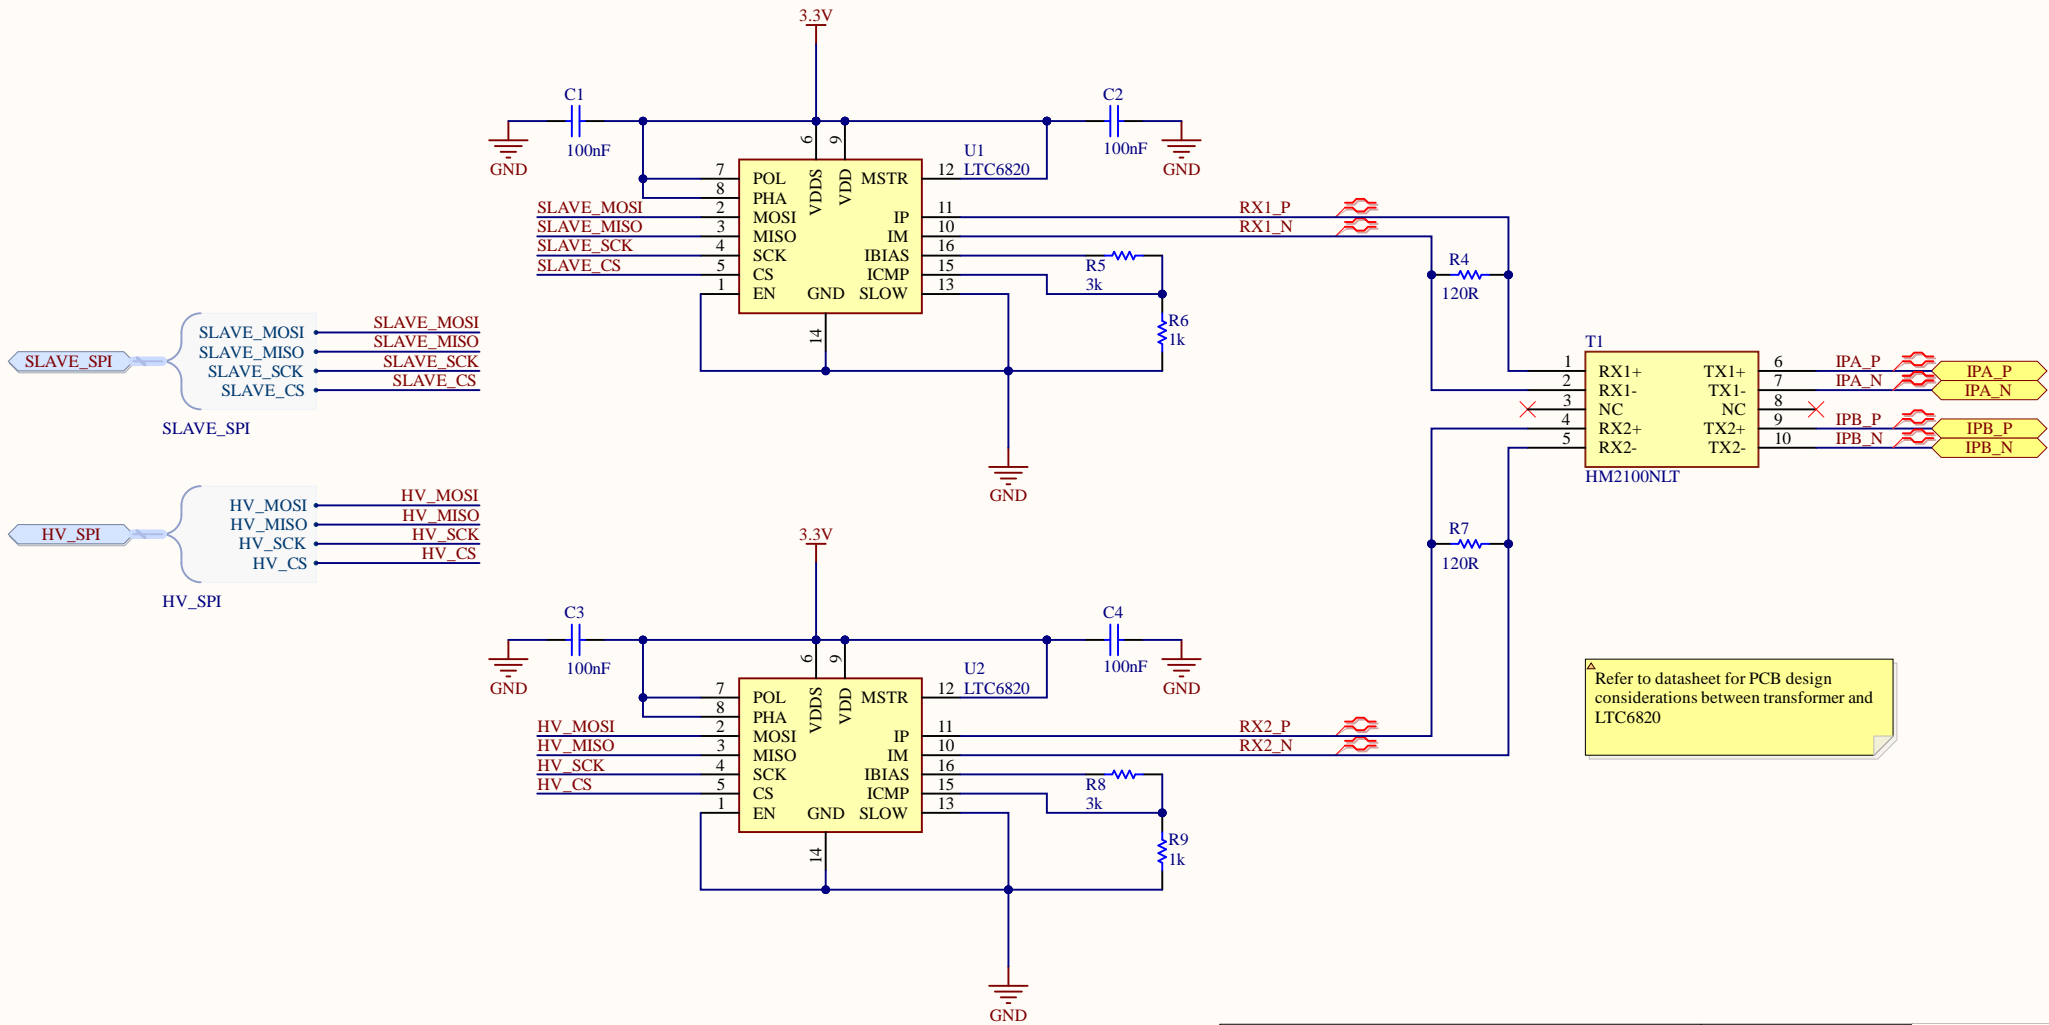 3.3V
C1
100nF
GND
C2
100nF
GND
U1
LTC6820
6
9
VDDS
VDD
7 POL
8 PHA
SLAVE_MOSI 2 MOSI
SLAVE_MISO 3 MISO
SLAVE_SCK 4 SCK
SLAVE_CS 5 CS
1 EN
GND
14
MSTR 12
IP 11
IM 10
IBIAS 16
ICMP 15
SLOW 13
RX1_P
RX1_N
R5
3k
R6
1k
GND
R4
120R
SLAVE_SPI
SLAVE_MOSI SLAVE_MOSI
SLAVE_MISO SLAVE_MISO
SLAVE_SCK SLAVE_SCK
SLAVE_CS SLAVE_CS
SLAVE_SPI
HV_SPI
HV_MOSI HV_MOSI
HV_MISO HV_MISO
HV_SCK HV_SCK
HV_CS HV_CS
HV_SPI
T1
1 RX1+ TX1+ 6 IPA_P IPA_P
2 RX1- TX1- 7 IPA_N IPA_N
3 NC NC 8
4 RX2+ TX2+ 9 IPB_P IPB_P
5 RX2- TX2- 10 IPB_N IPB_N
HM2100NLT
R7
120R
3.3V
C3
100nF
GND
C4
100nF
GND
U2
LTC6820
6
9
VDDS
VDD
7 POL
8 PHA
HV_MOSI 2 MOSI
HV_MISO 3 MISO
HV_SCK 4 SCK
HV_CS 5 CS
1 EN
GND
14
MSTR 12
IP 11
IM 10
IBIAS 16
ICMP 15
SLOW 13
RX2_P
RX2_N
R8
3k
R9
1k
GND
Refer to datasheet for PCB design
considerations between transformer and
LTC6820